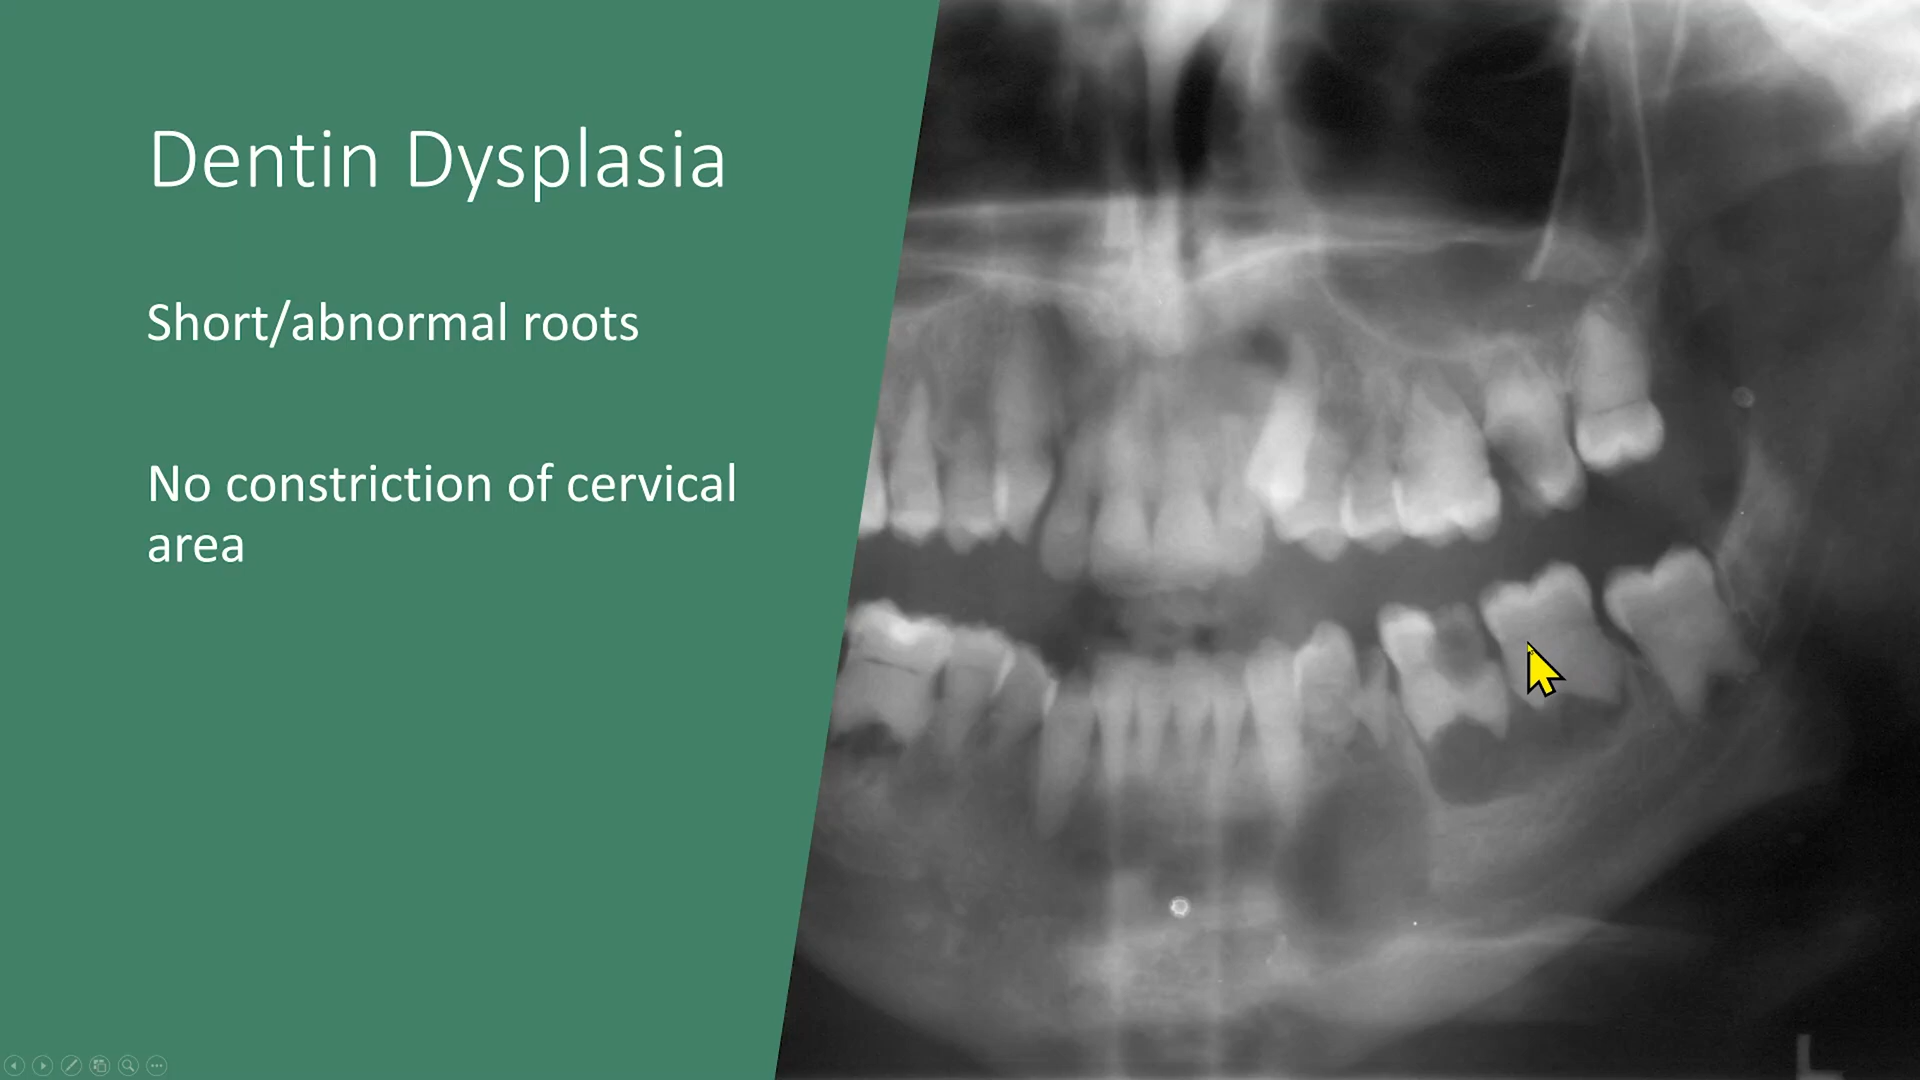 Dentin Dysplasia
Short/abnormal roots
No constriction of cervical
area
L